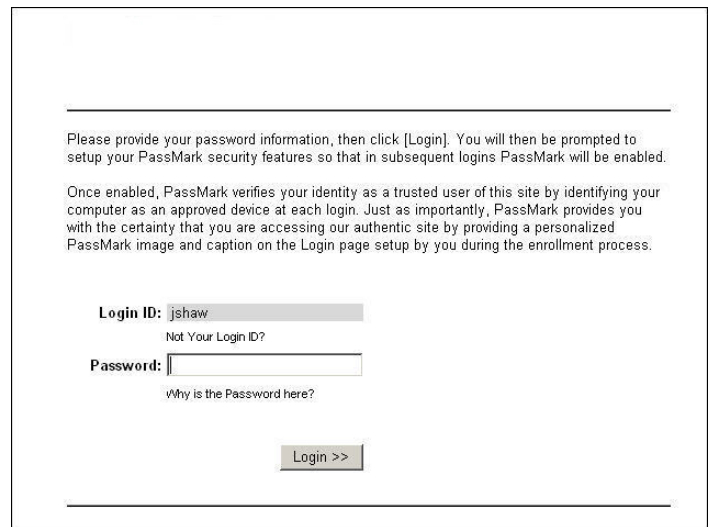 Please provide your password information, then click [Login]. You will then be prompted to
setup your PassMark security features so that in subsequent logins PassMark will be enabled.
Once enabled, PassMark verifies your identity as a trusted user of this site by identifying your
computer as an approved device at each login. Just as importantly, PassMark provides you
with the certainty that you are accessing our authentic site by providing a personalized
PassMark image and caption on the Login page setup by you during the enrollment process.
Login ID: jshaw
Not Your Login ID?
Password:
Why is the Password here?
Login >>